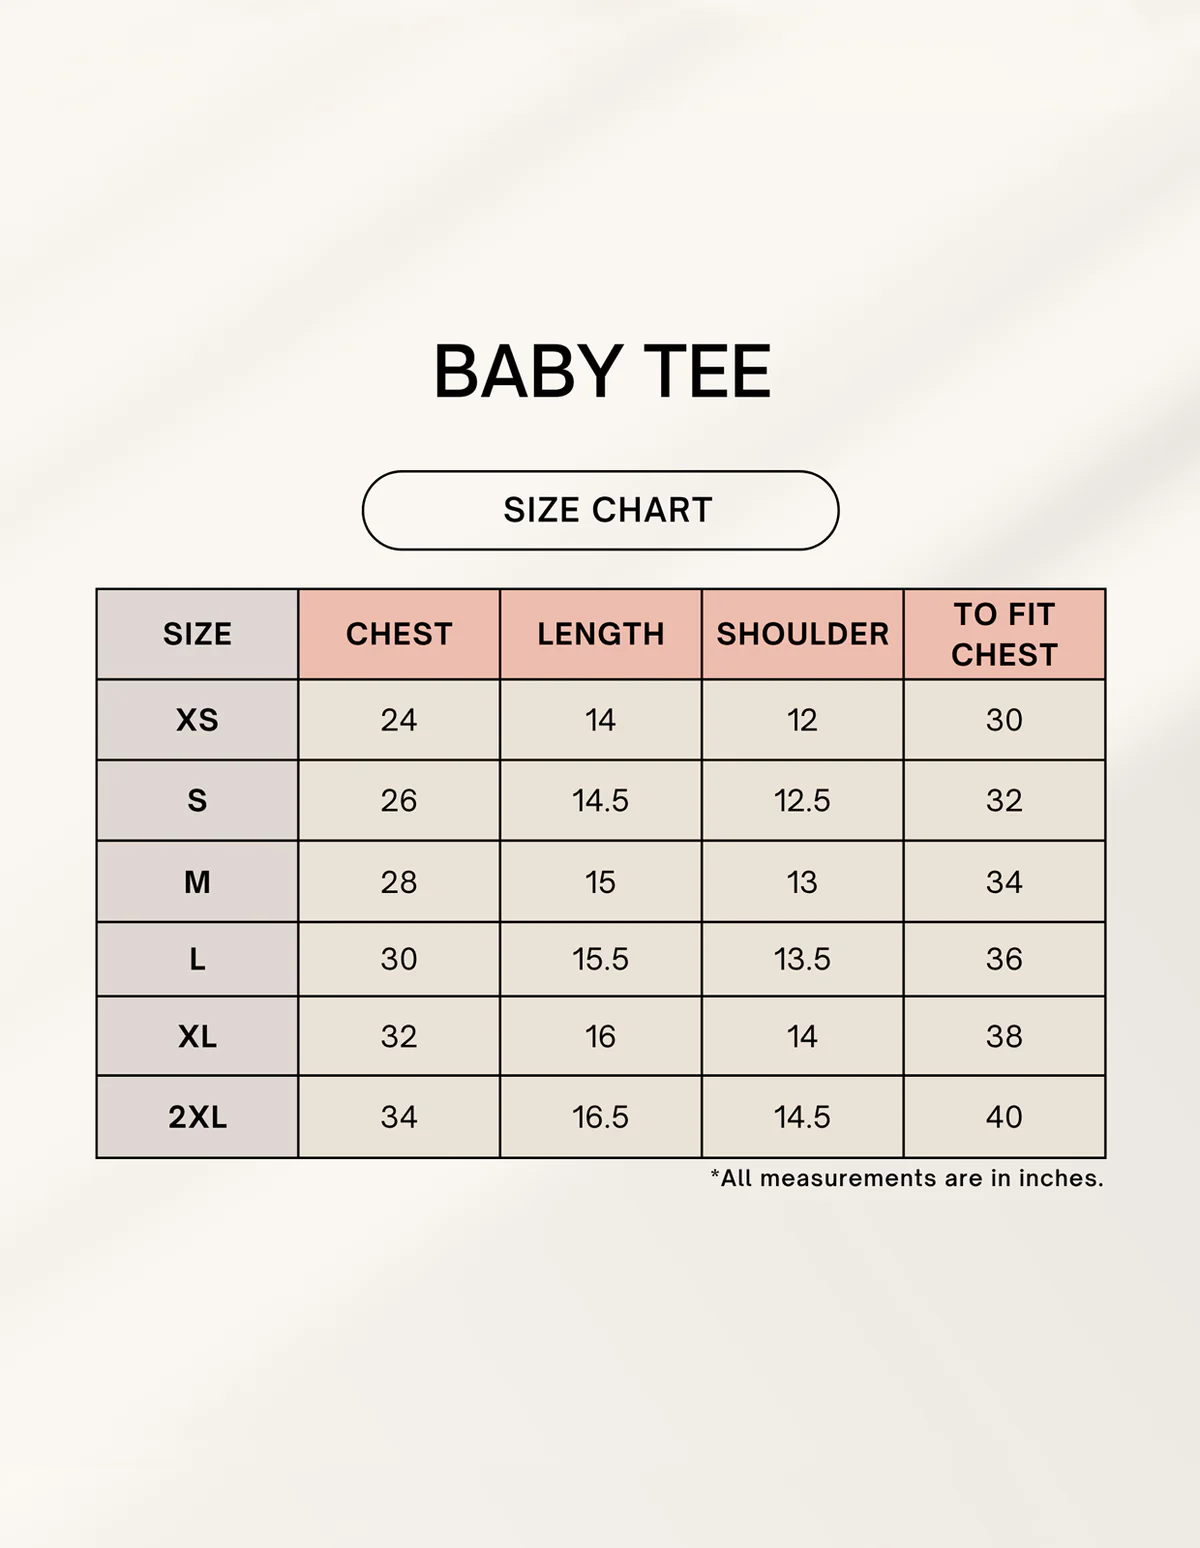 BABY TEE
SIZE CHART
SIZE CHEST LENGTH SHOULDER TO FIT CHEST
XS 24 14 12 30
S 26 14.5 12.5 32
M 28 15 13 34
L 30 15.5 13.5 36
XL 32 16 14 38
2XL 34 16.5 14.5 40
*All measurements are in inches.